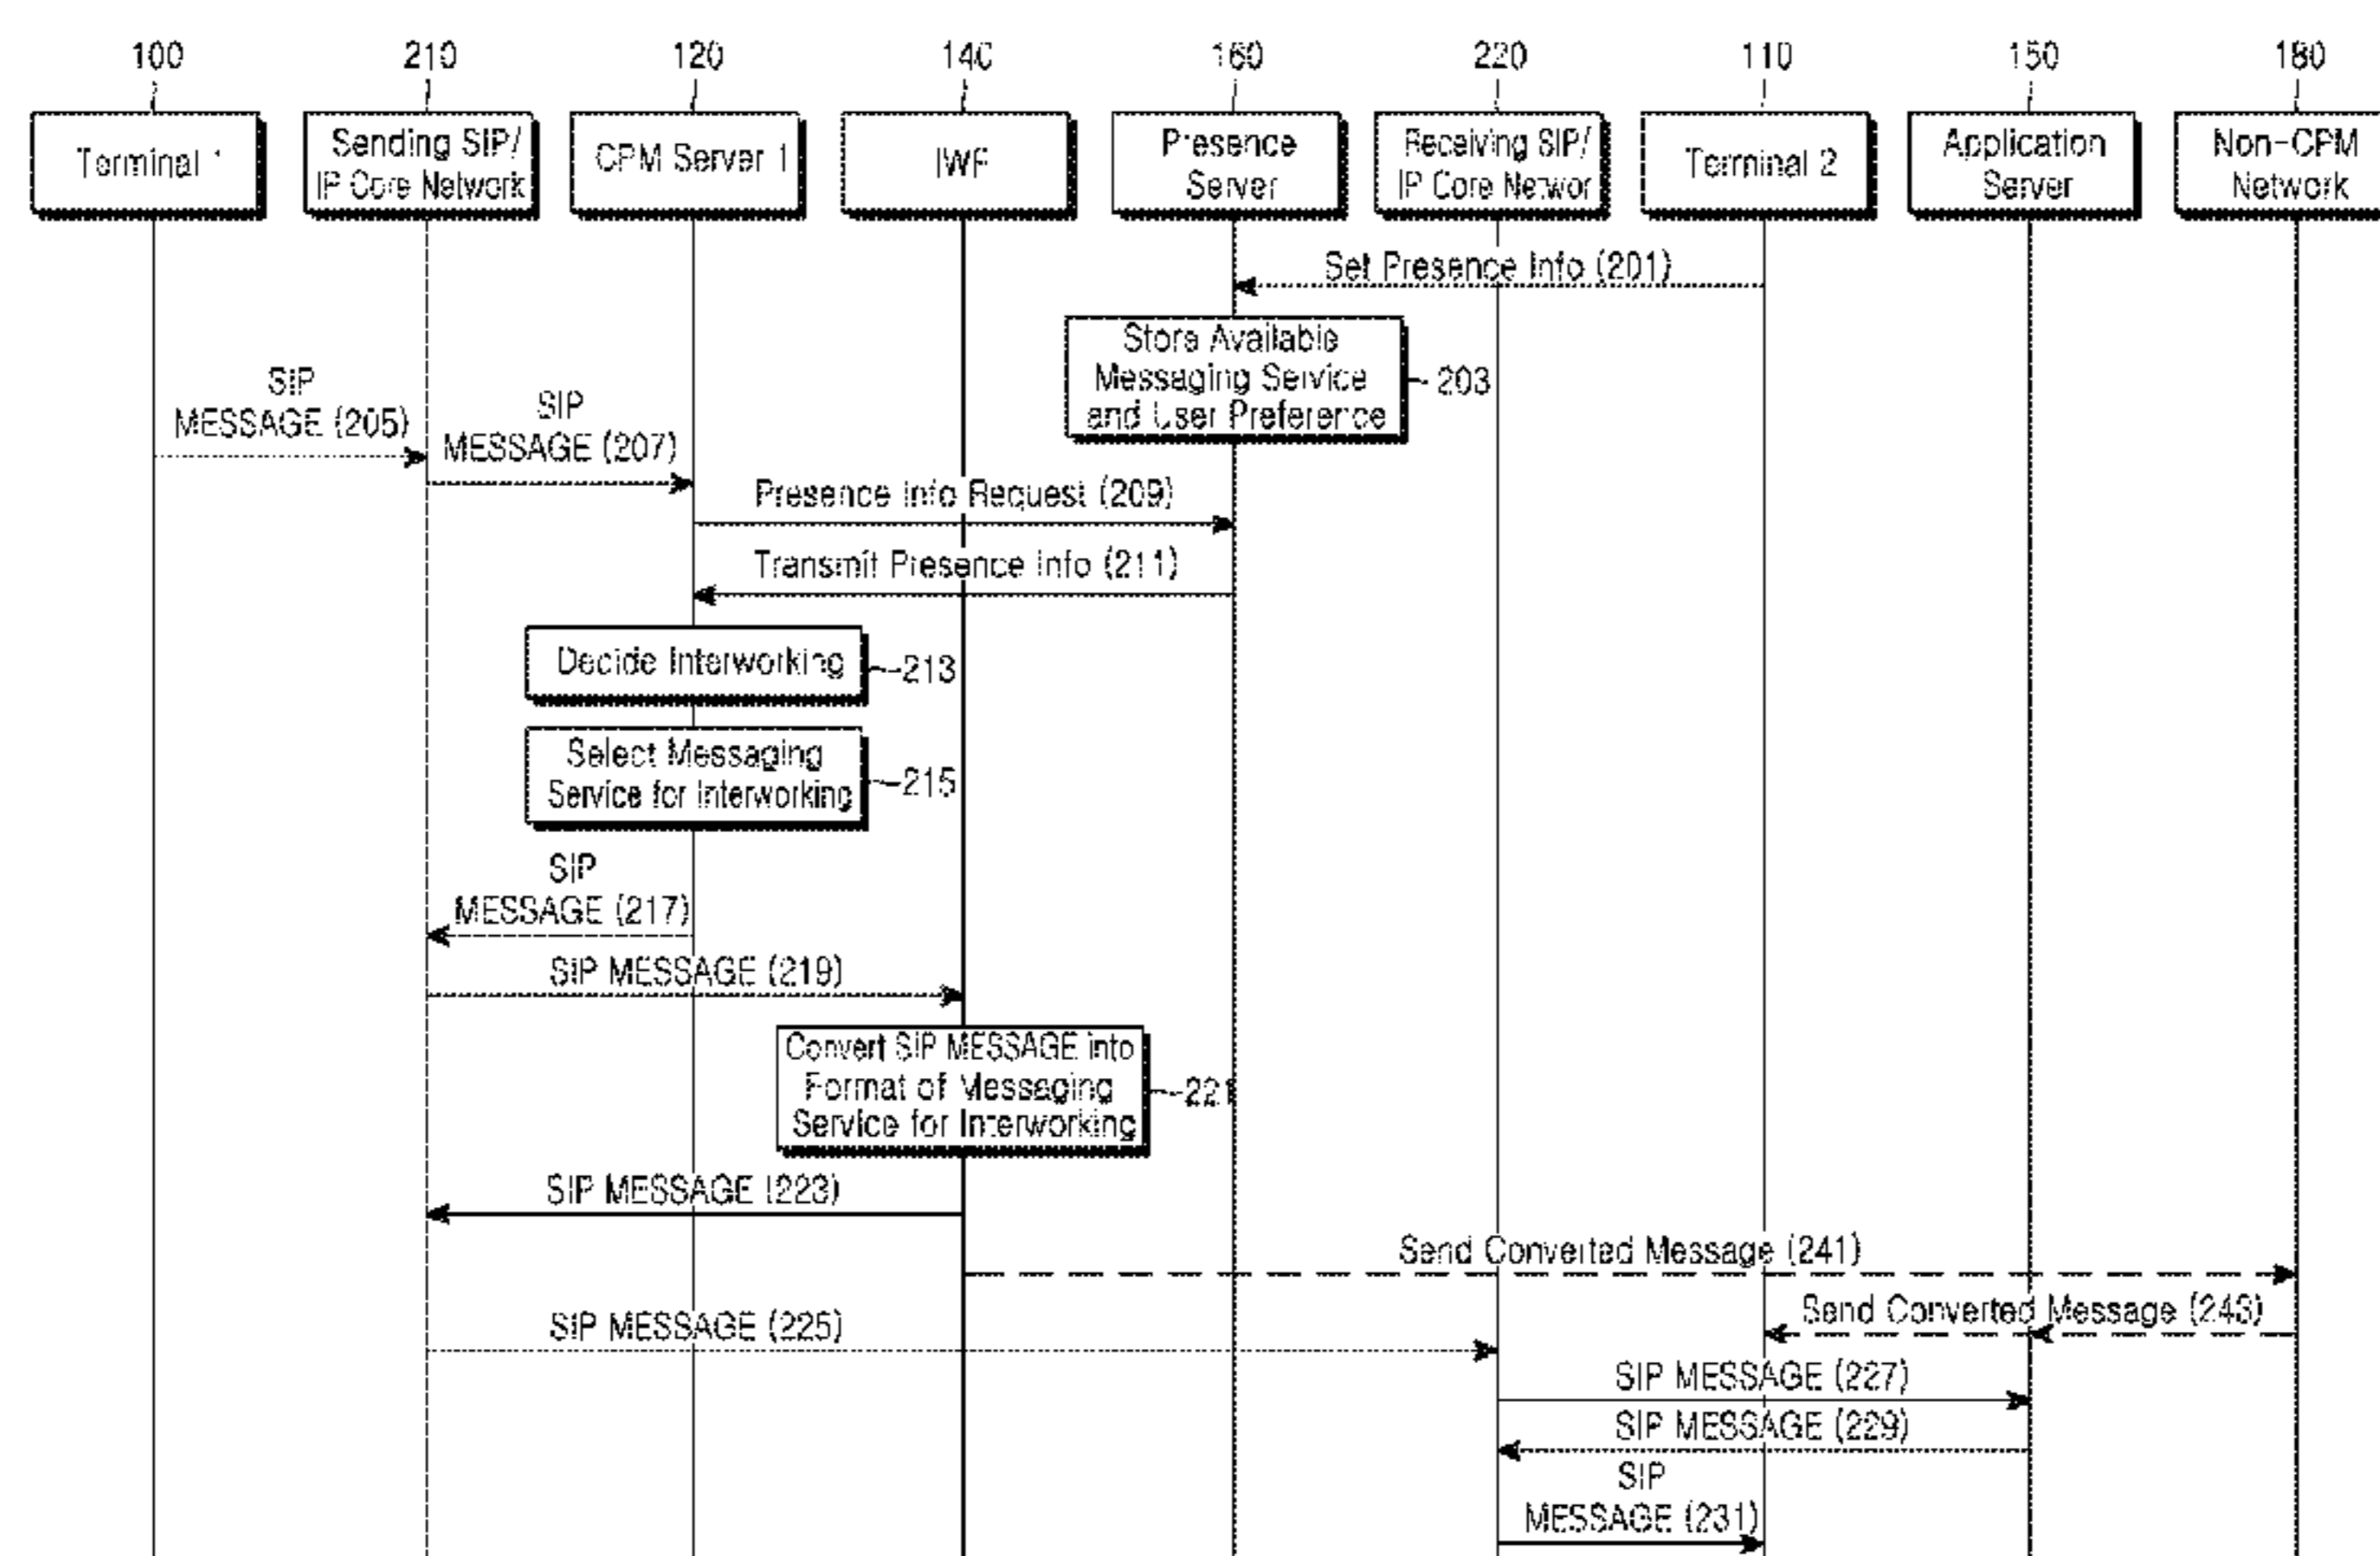 100 210 120 140 160 220 110 150 180
Terminal 1
Sending SIP/
IP Core Network
CPM Server 1
IWF
Presence
Server
Receiving SIP/
IP Core Networ
Terminal 2
Application
Server
Non-CPM
Network
Set Presence Info (201)
Store Available
Messaging Service
and User Preference
203
SIP
MESSAGE (205)
SIP
MESSAGE (207)
Presence Info Request (209)
Transmit Presence Info (211)
Decide Interworking
213
Select Messaging
Service for Interworking
215
SIP
MESSAGE (217)
SIP MESSAGE (219)
Convert SIP MESSAGE into
Format of Messaging
Service for Interworking
221
SIP MESSAGE (223)
Send Converted Message (241)
Send Converted Message (243)
SIP MESSAGE (225)
SIP MESSAGE (227)
SIP MESSAGE (229)
SIP
MESSAGE (231)